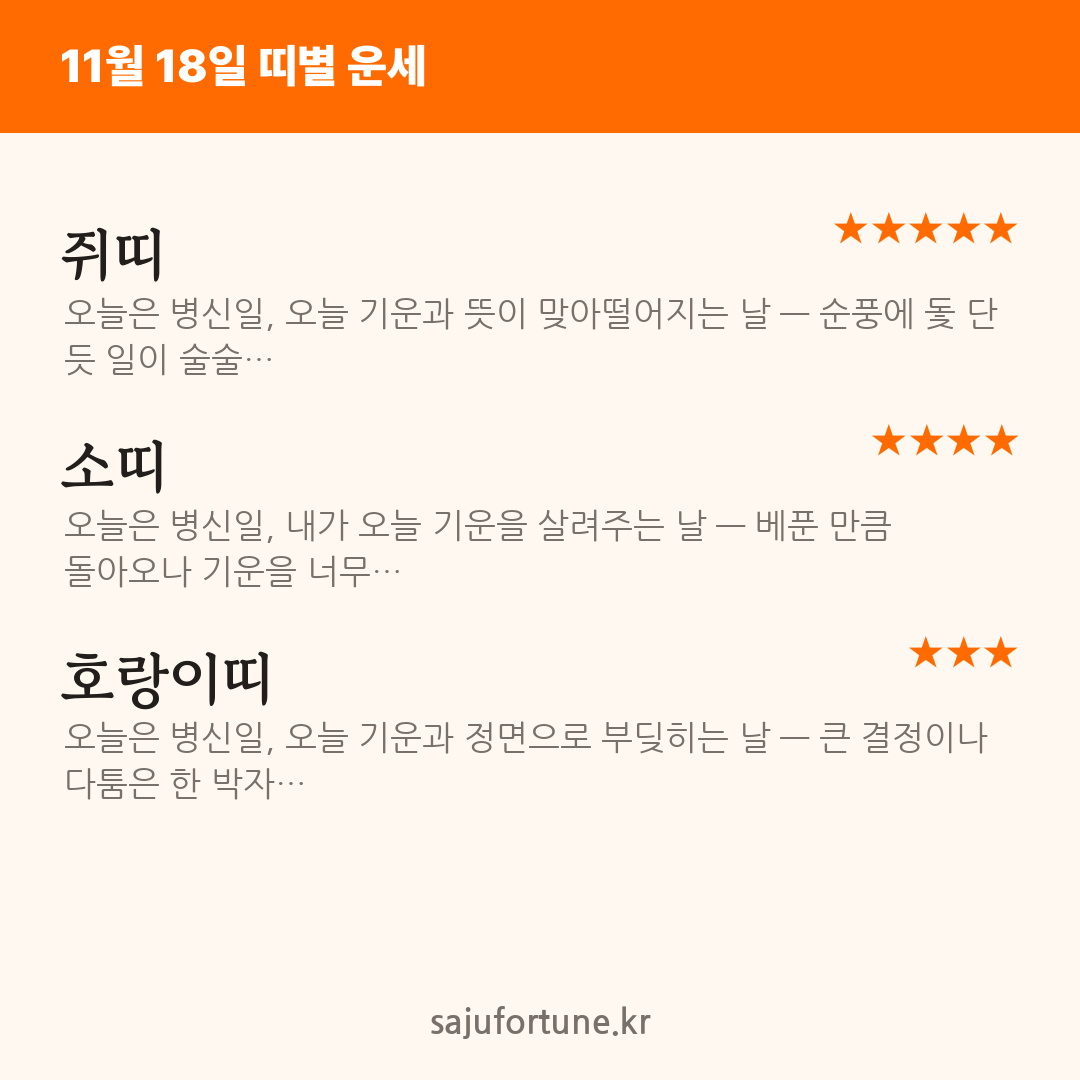 11월 18일 띠별 운세
쥐띠
★★★★★
오늘은 병신일, 오늘 기운과 뜻이 맞아떨어지는 날 — 순풍에 돛 단
듯 일이 술술…
소띠
★★★★
오늘은 병신일, 내가 오늘 기운을 살려주는 날 — 베푼 만큼
돌아오나 기운을 너무…
호랑이띠
★★★
오늘은 병신일, 오늘 기운과 정면으로 부딪히는 날 — 큰 결정이나
다툼은 한 박자…
sajufortune.kr